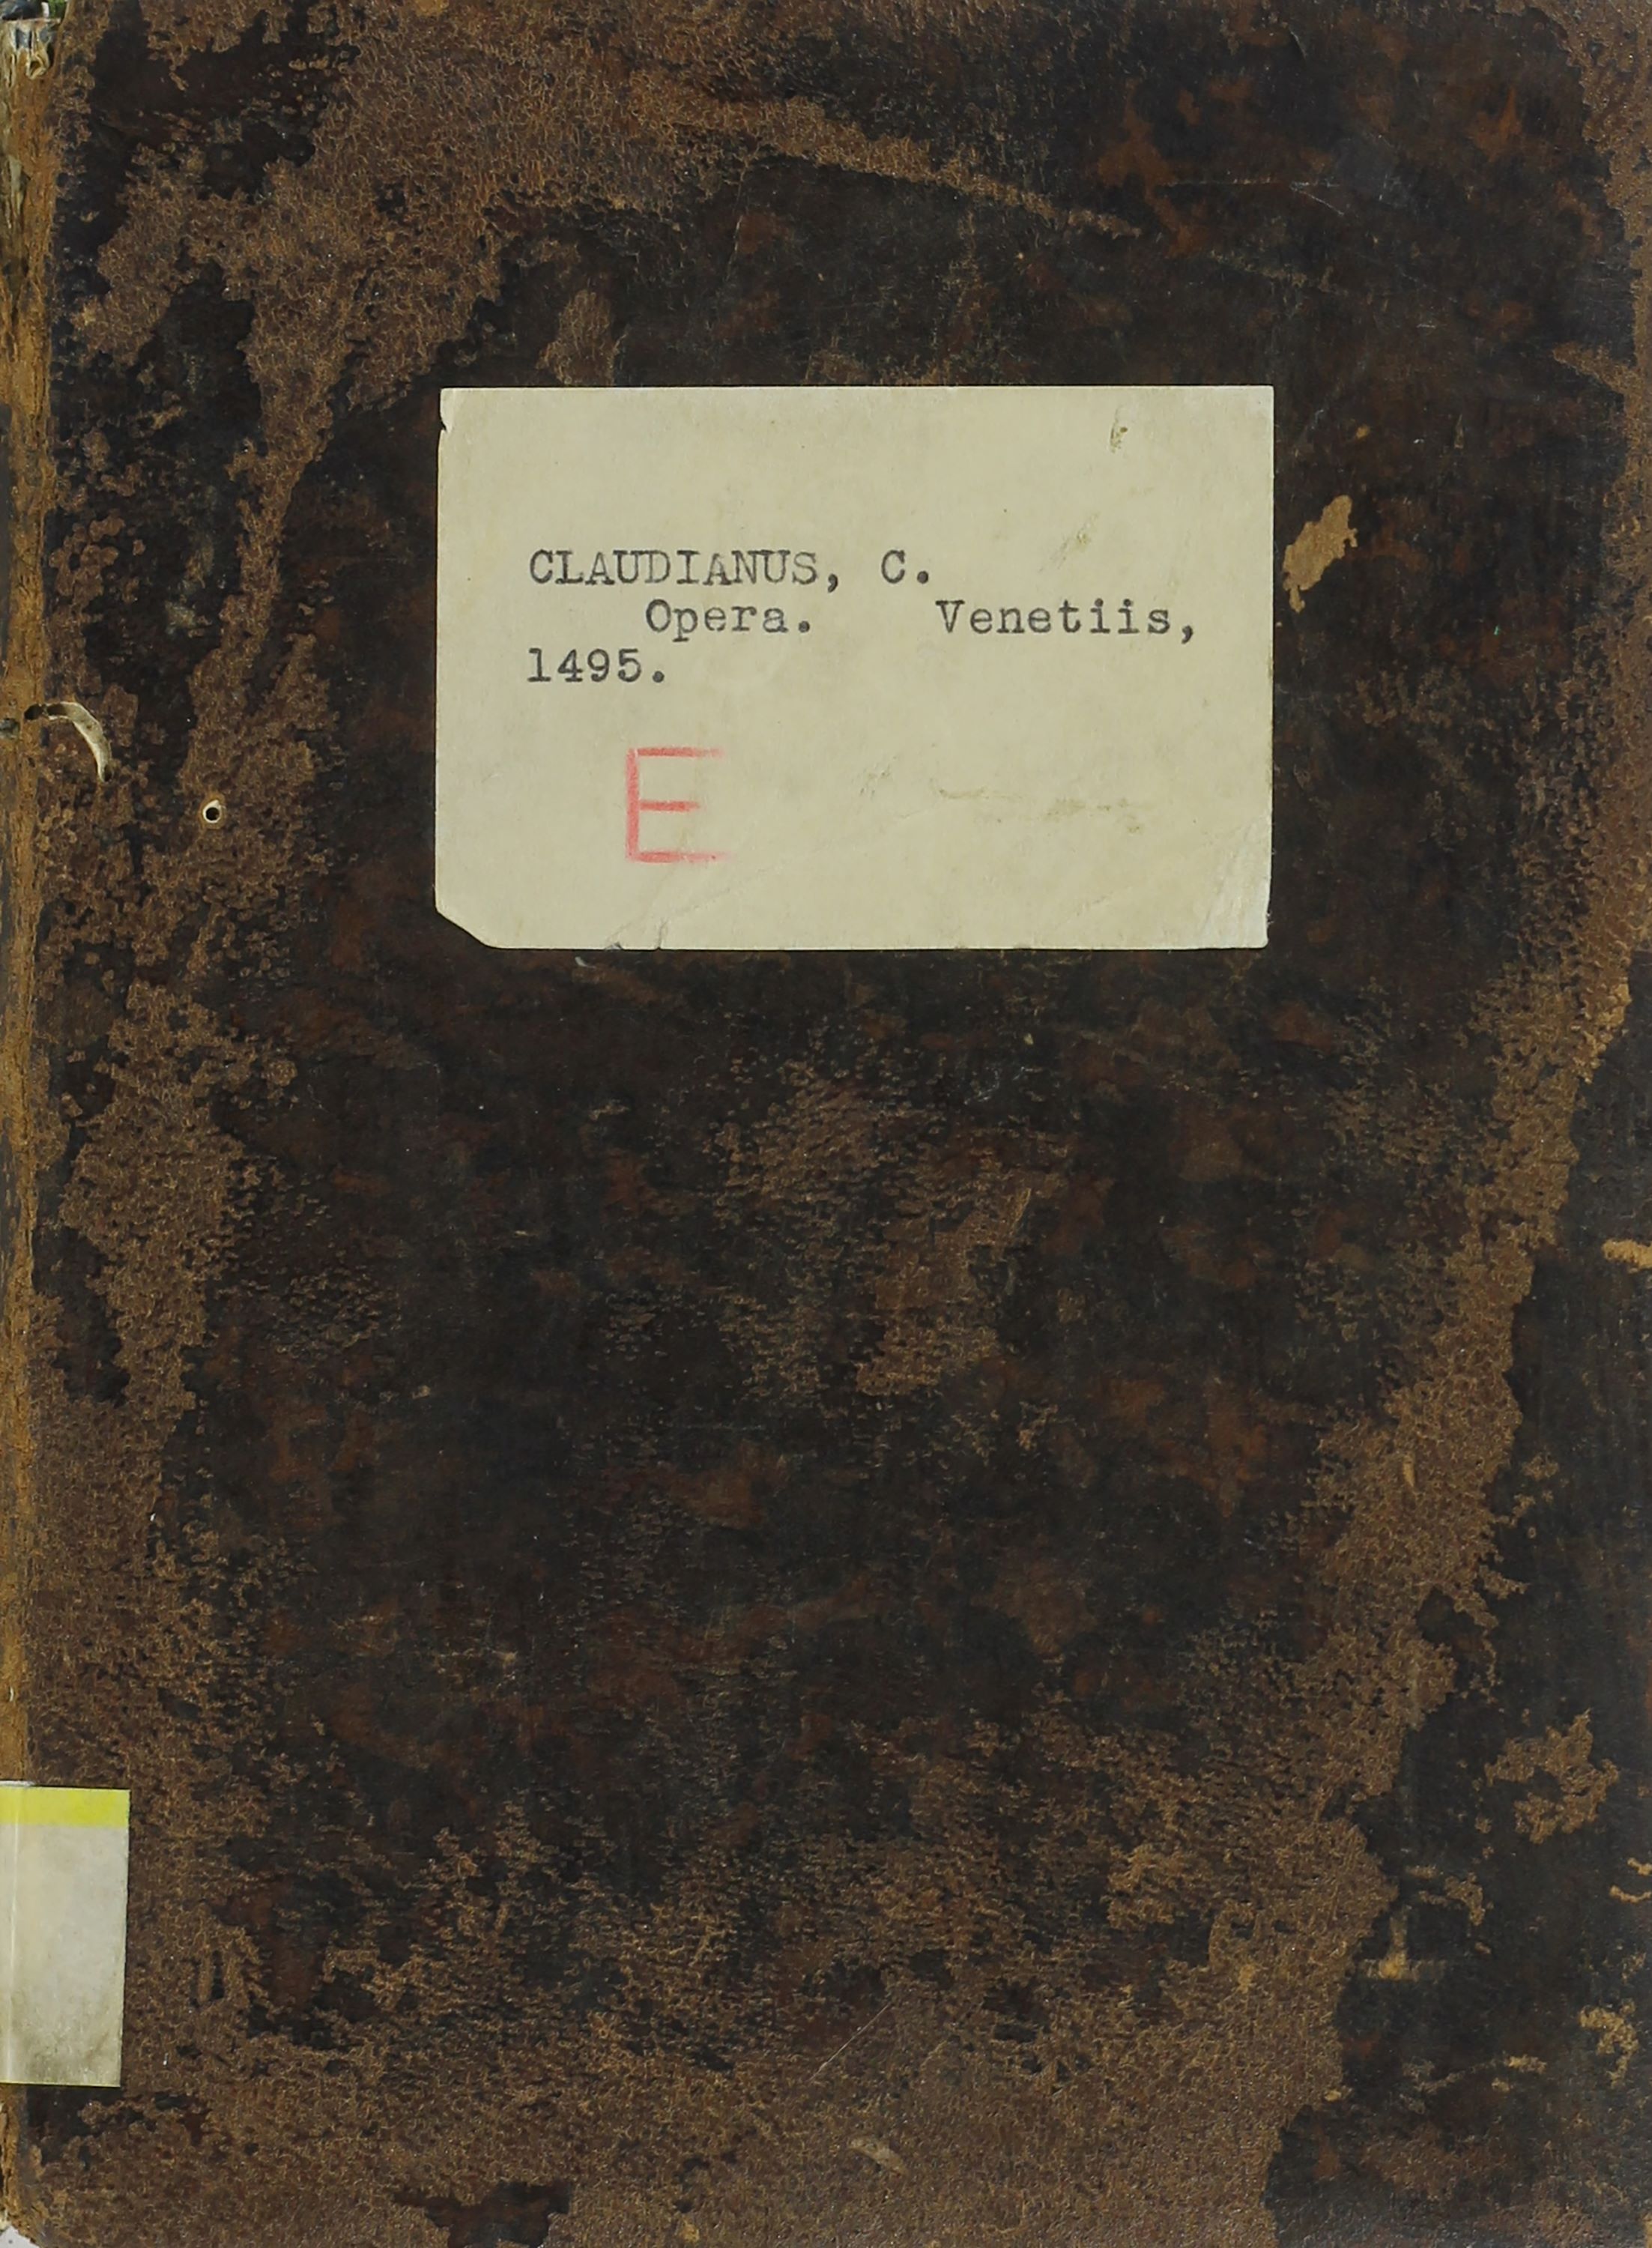 CLAUDIANUS, C.
Opera. Venetiis,
1495.
E